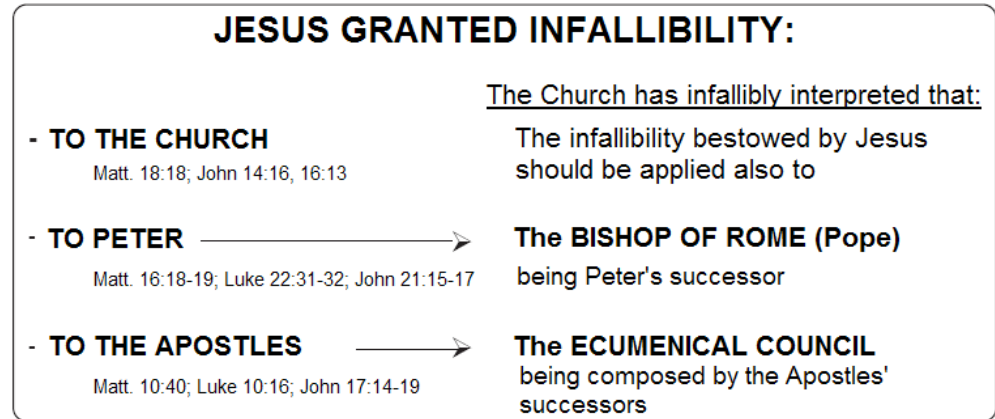 JESUS GRANTED INFALLIBILITY:
The Church has infallibly interpreted that:
- TO THE CHURCH
Matt. 18:18; John 14:16, 16:13
The infallibility bestowed by Jesus
should be applied also to
- TO PETER
Matt. 16:18-19; Luke 22:31-32; John 21:15-17
The BISHOP OF ROME (Pope)
being Peter's successor
- TO THE APOSTLES
Matt. 10:40; Luke 10:16; John 17:14-19
The ECUMENICAL COUNCIL
being composed by the Apostles'
successors